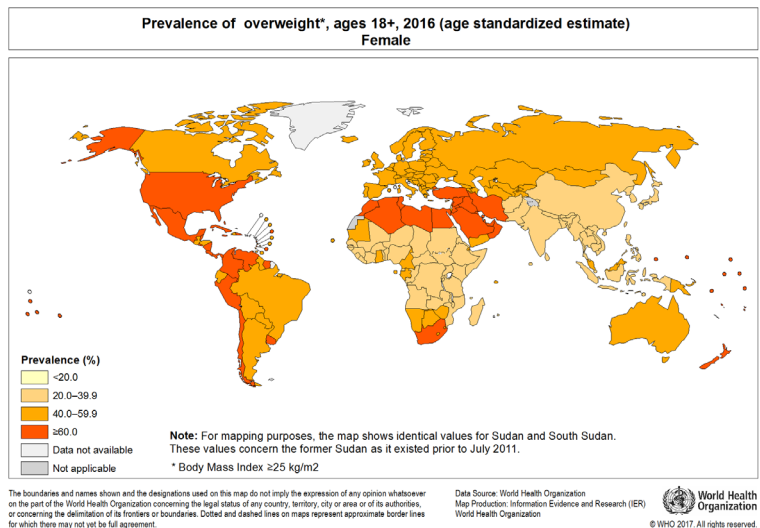 Prevalence of overweight*, ages 18+, 2016 (age standardized estimate)
Female
Prevalence (%)
<20.0
20.0–39.9
40.0–59.9
≥60.0
Data not available
Not applicable
Note: For mapping purposes, the map shows identical values for Sudan and South Sudan.
These values concern the former Sudan as it existed prior to July 2011.
* Body Mass Index ≥25 kg/m2
The boundaries and names shown and the designations used on this map do not imply the expression of any opinion whatsoever
on the part of the World Health Organization concerning the legal status of any country, territory, city or area or of its authorities,
or concerning the delimitation of its frontiers or boundaries. Dotted and dashed lines on maps represent approximate border lines
for which there may not yet be full agreement.
Data Source: World Health Organization
Map Production: Information Evidence and Research (IER)
World Health Organization
World Health
Organization
© WHO 2017. All rights reserved.